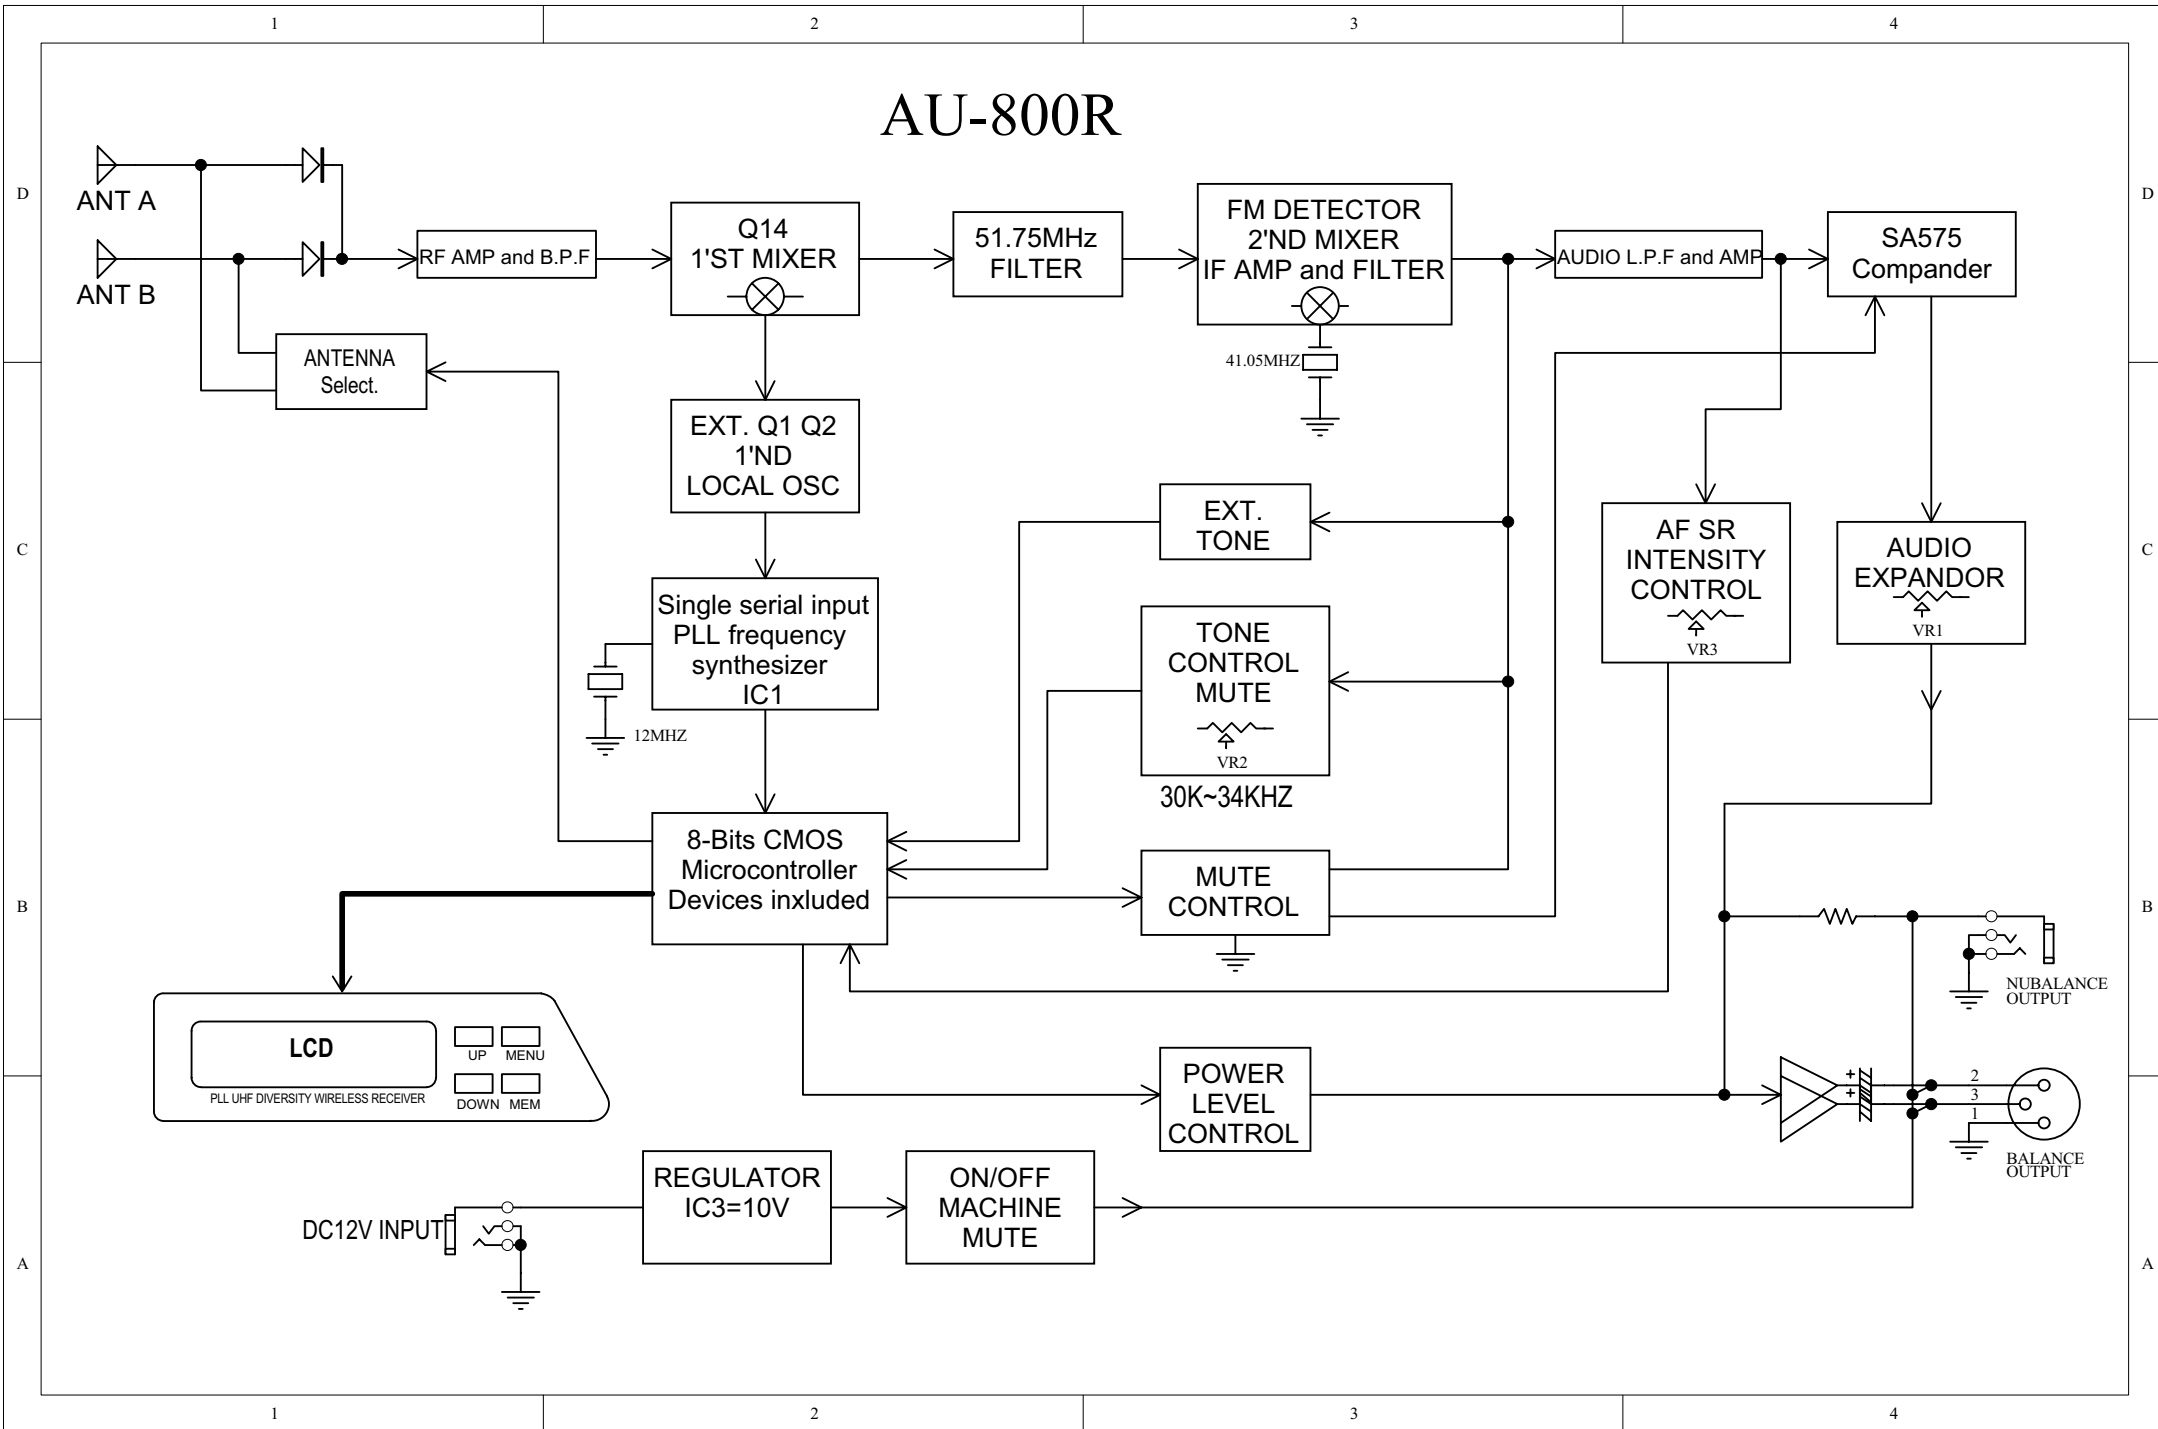 1 2 3 4
AU-800R
D D
ANT A
ANT B
RF AMP and B.P.F
Q14
1'ST MIXER
51.75MHz
FILTER
FM DETECTOR
2'ND MIXER
IF AMP and FILTER
41.05MHZ
AUDIO L.P.F and AMP
SA575
Compander
ANTENNA
Select.
EXT. Q1 Q2
1'ND
LOCAL OSC
C C
EXT.
TONE
AF SR
INTENSITY
CONTROL
VR3
AUDIO
EXPANDOR
VR1
Single serial input
PLL frequency
synthesizer
IC1
12MHZ
TONE
CONTROL
MUTE
VR2
30K~34KHZ
8-Bits CMOS
Microcontroller
Devices inxluded
MUTE
CONTROL
B B
NUBALANCE
OUTPUT
LCD
PLL UHF DIVERSITY WIRELESS RECEIVER
UP MENU
DOWN MEM
POWER
LEVEL
CONTROL
+
+
2
3
1
BALANCE
OUTPUT
DC12V INPUT
REGULATOR
IC3=10V
ON/OFF
MACHINE
MUTE
A A
1 2 3 4